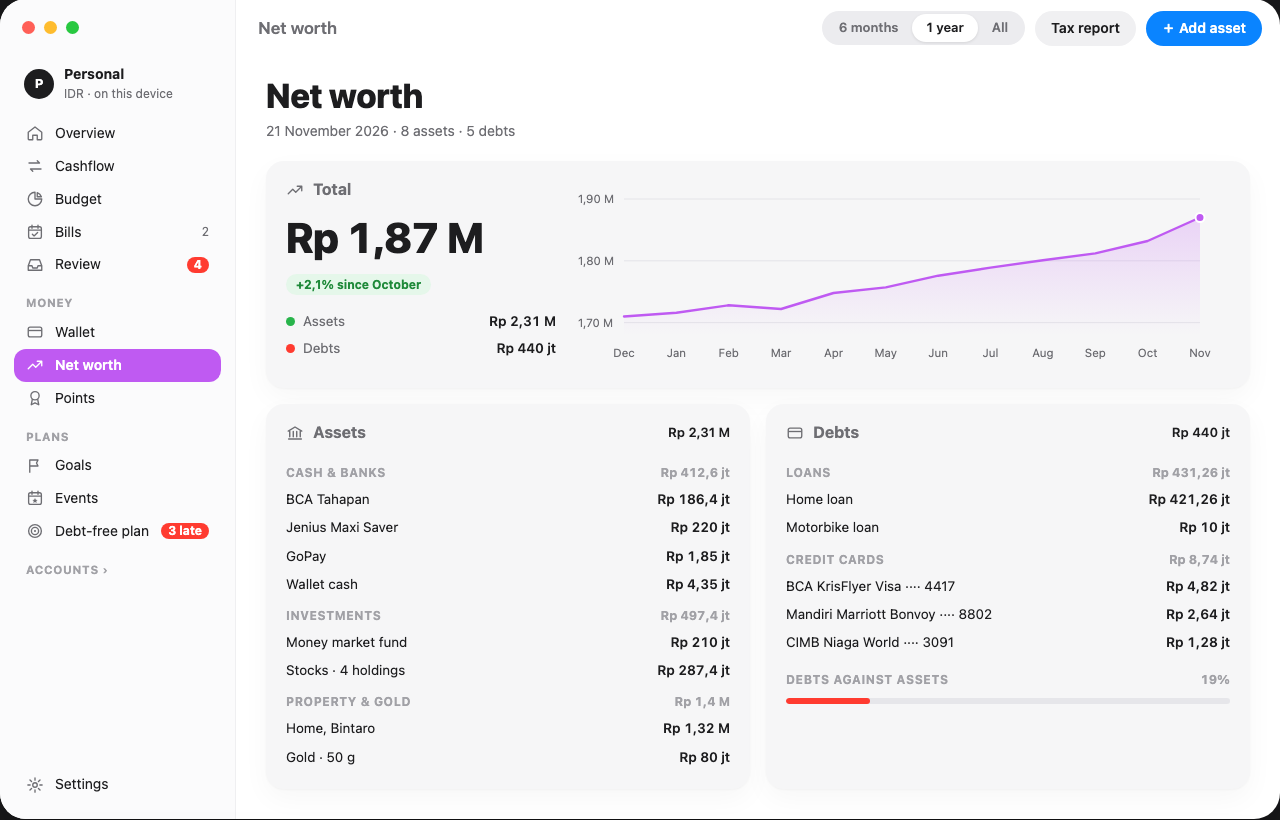 Net worth
6 months
1 year
All
Tax report
+ Add asset
P
Personal
IDR · on this device
Overview
Cashflow
Budget
Bills 2
Review 4
MONEY
Wallet
Net worth
Points
PLANS
Goals
Events
Debt-free plan 3 late
ACCOUNTS ›
Settings
Net worth
21 November 2026 · 8 assets · 5 debts
Total
Rp 1,87 M
+2,1% since October
Assets Rp 2,31 M
Debts Rp 440 jt
1,90 M
1,80 M
1,70 M
Dec Jan Feb Mar Apr May Jun Jul Aug Sep Oct Nov
Assets Rp 2,31 M
CASH & BANKS Rp 412,6 jt
BCA Tahapan Rp 186,4 jt
Jenius Maxi Saver Rp 220 jt
GoPay Rp 1,85 jt
Wallet cash Rp 4,35 jt
INVESTMENTS Rp 497,4 jt
Money market fund Rp 210 jt
Stocks · 4 holdings Rp 287,4 jt
PROPERTY & GOLD Rp 1,4 M
Home, Bintaro Rp 1,32 M
Gold · 50 g Rp 80 jt
Debts Rp 440 jt
LOANS Rp 431,26 jt
Home loan Rp 421,26 jt
Motorbike loan Rp 10 jt
CREDIT CARDS Rp 8,74 jt
BCA KrisFlyer Visa ···· 4417 Rp 4,82 jt
Mandiri Marriott Bonvoy ···· 8802 Rp 2,64 jt
CIMB Niaga World ···· 3091 Rp 1,28 jt
DEBTS AGAINST ASSETS 19%